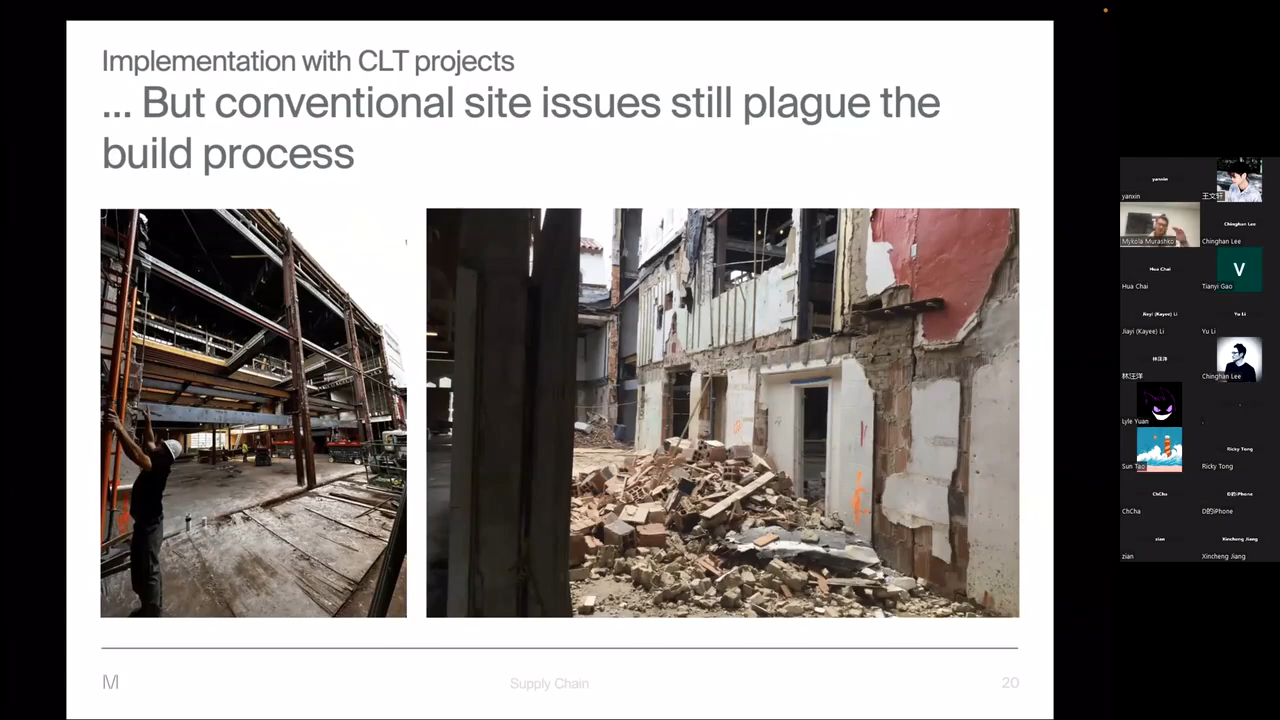 Implementation with CLT projects
... But conventional site issues still plague the
build process
M
Supply Chain
20
yanxin
yanxin
王文轩
Mykola Murashko
Chinghan Lee
Chinghan Lee
Hua Chai
Hua Chai
V
Tianyi Gao
Jiayi (Kayee) Li
Jiayi (Kayee) Li
Yu Li
Yu Li
林汪洋
林汪洋
Chinghan Lee
Lyle Yuan
Sun Tao
Ricky Tong
Ricky Tong
ChCha
ChCha
D的iPhone
D的iPhone
zian
zian
Xincheng Jiang
Xincheng Jiang